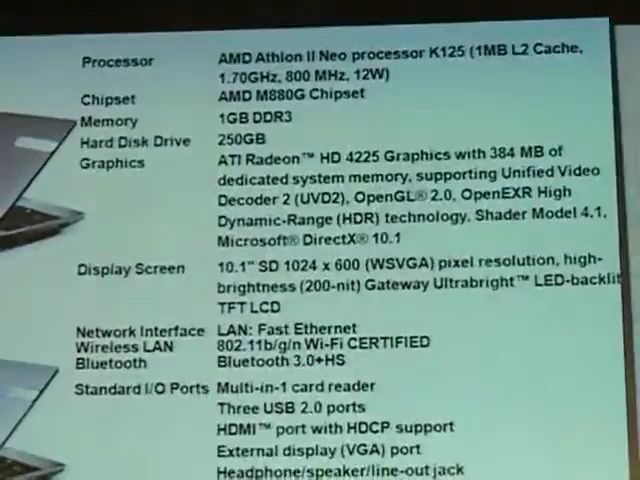 Processor AMD Athlon II Neo processor K125 (1MB L2 Cache,
1.70GHz, 800 MHz, 12W)
Chipset AMD M880G Chipset
Memory 1GB DDR3
Hard Disk Drive 250GB
Graphics ATI Radeon™ HD 4225 Graphics with 384 MB of
dedicated system memory, supporting Unified Video
Decoder 2 (UVD2), OpenGL® 2.0, OpenEXR High
Dynamic-Range (HDR) technology, Shader Model 4.1,
Microsoft® DirectX® 10.1
Display Screen 10.1" SD 1024 x 600 (WSVGA) pixel resolution, high-
brightness (200-nit) Gateway Ultrabright™ LED-backlit
TFT LCD
Network Interface LAN: Fast Ethernet
Wireless LAN 802.11b/g/n Wi-Fi CERTIFIED
Bluetooth Bluetooth 3.0+HS
Standard I/O Ports Multi-in-1 card reader
Three USB 2.0 ports
HDMI™ port with HDCP support
External display (VGA) port
Headphone/speaker/line-out jack